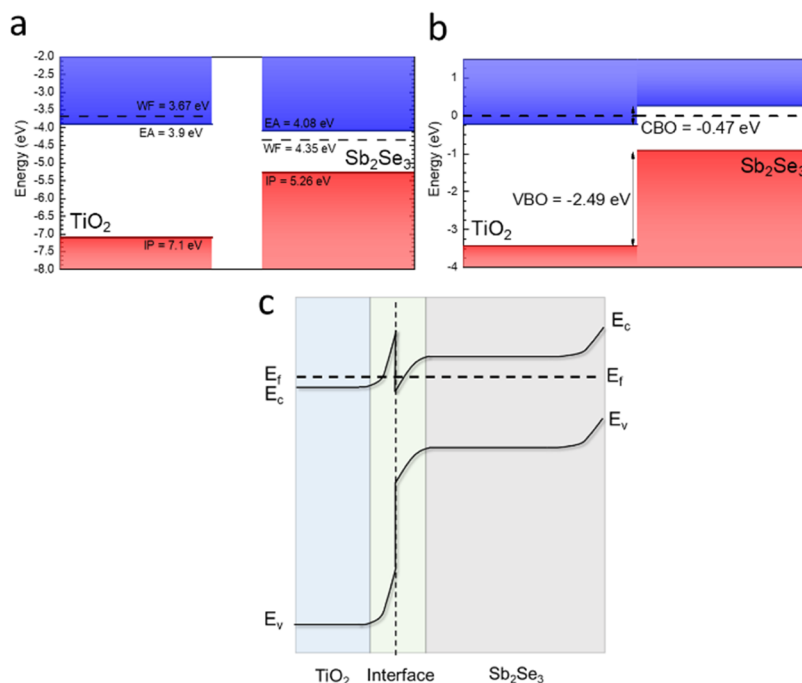 a
-2.0
-2.5
-3.0
-3.5
-4.0
-4.5
-5.0
-5.5
-6.0
-6.5
-7.0
-7.5
-8.0
Energy (eV)
WF = 3.67 eV
EA = 3.9 eV
TiO2
IP = 7.1 eV
EA = 4.08 eV
WF = 4.35 eV
Sb2Se3
IP = 5.26 eV
b
1
0
-1
-2
-3
-4
Energy (eV)
CBO = -0.47 eV
VBO = -2.49 eV
TiO2
Sb2Se3
c
Ec
Ef
Ef
Ec
Ev
Ev
TiO2 Interface Sb2Se3